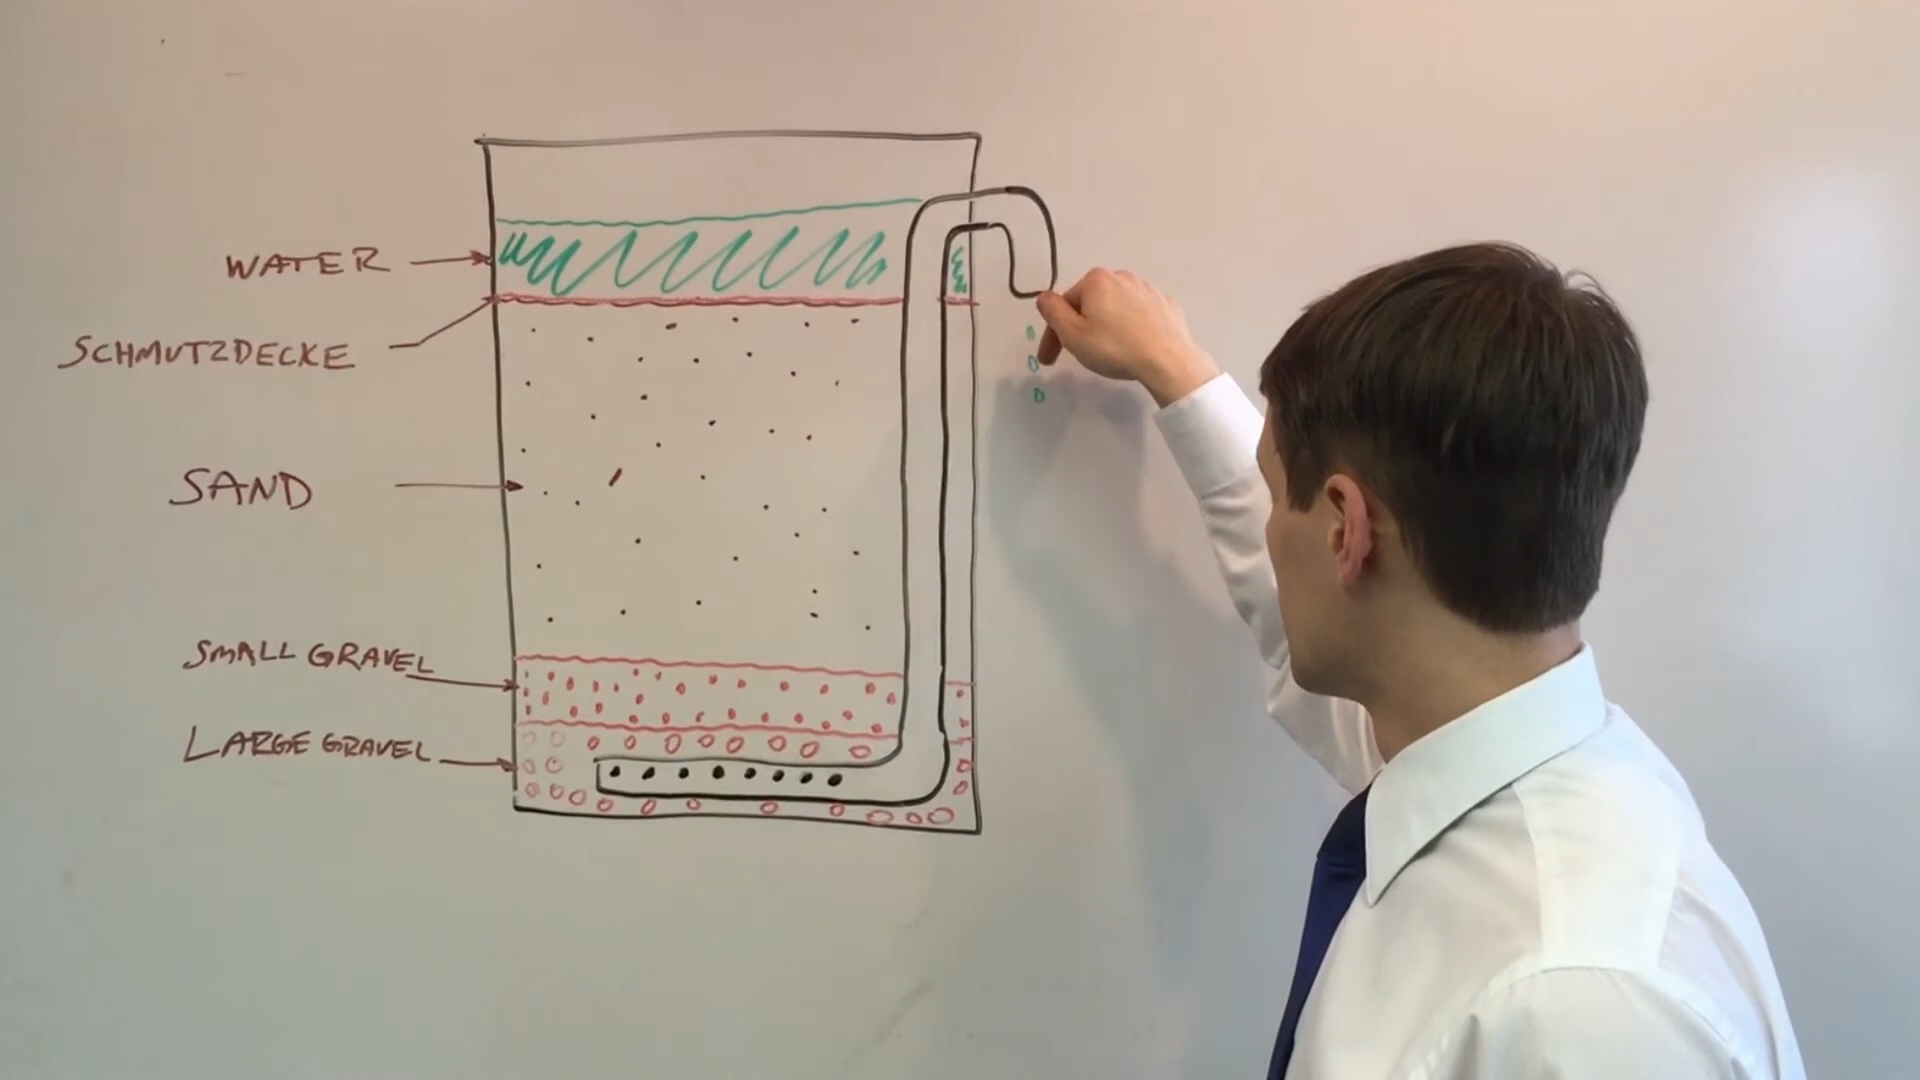 WATER
SCHMUTZDECKE
SAND
SMALL GRAVEL
LARGE GRAVEL